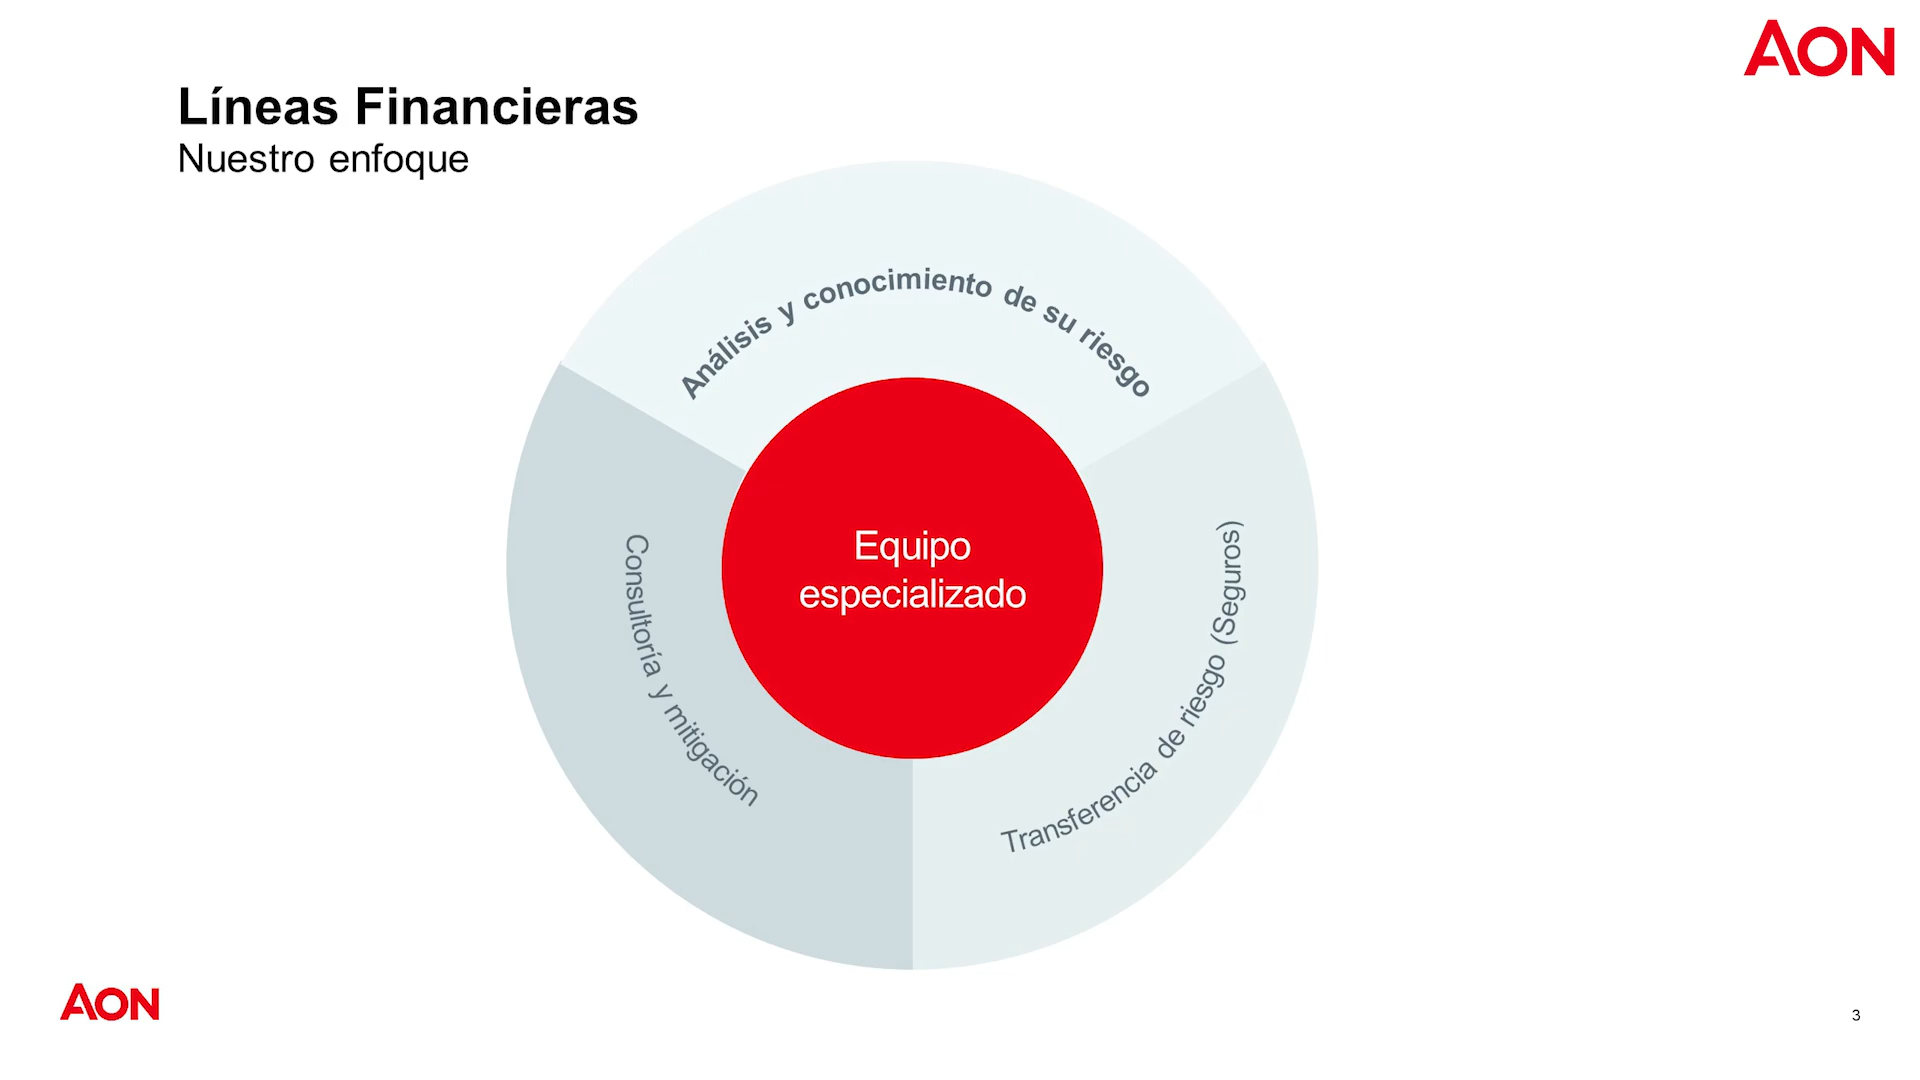 AON
Líneas Financieras
Nuestro enfoque
Análisis y conocimiento de su riesgo
Equipo
especializado
Consultoría y mitigación
Transferencia de riesgo (Seguros)
AON
3